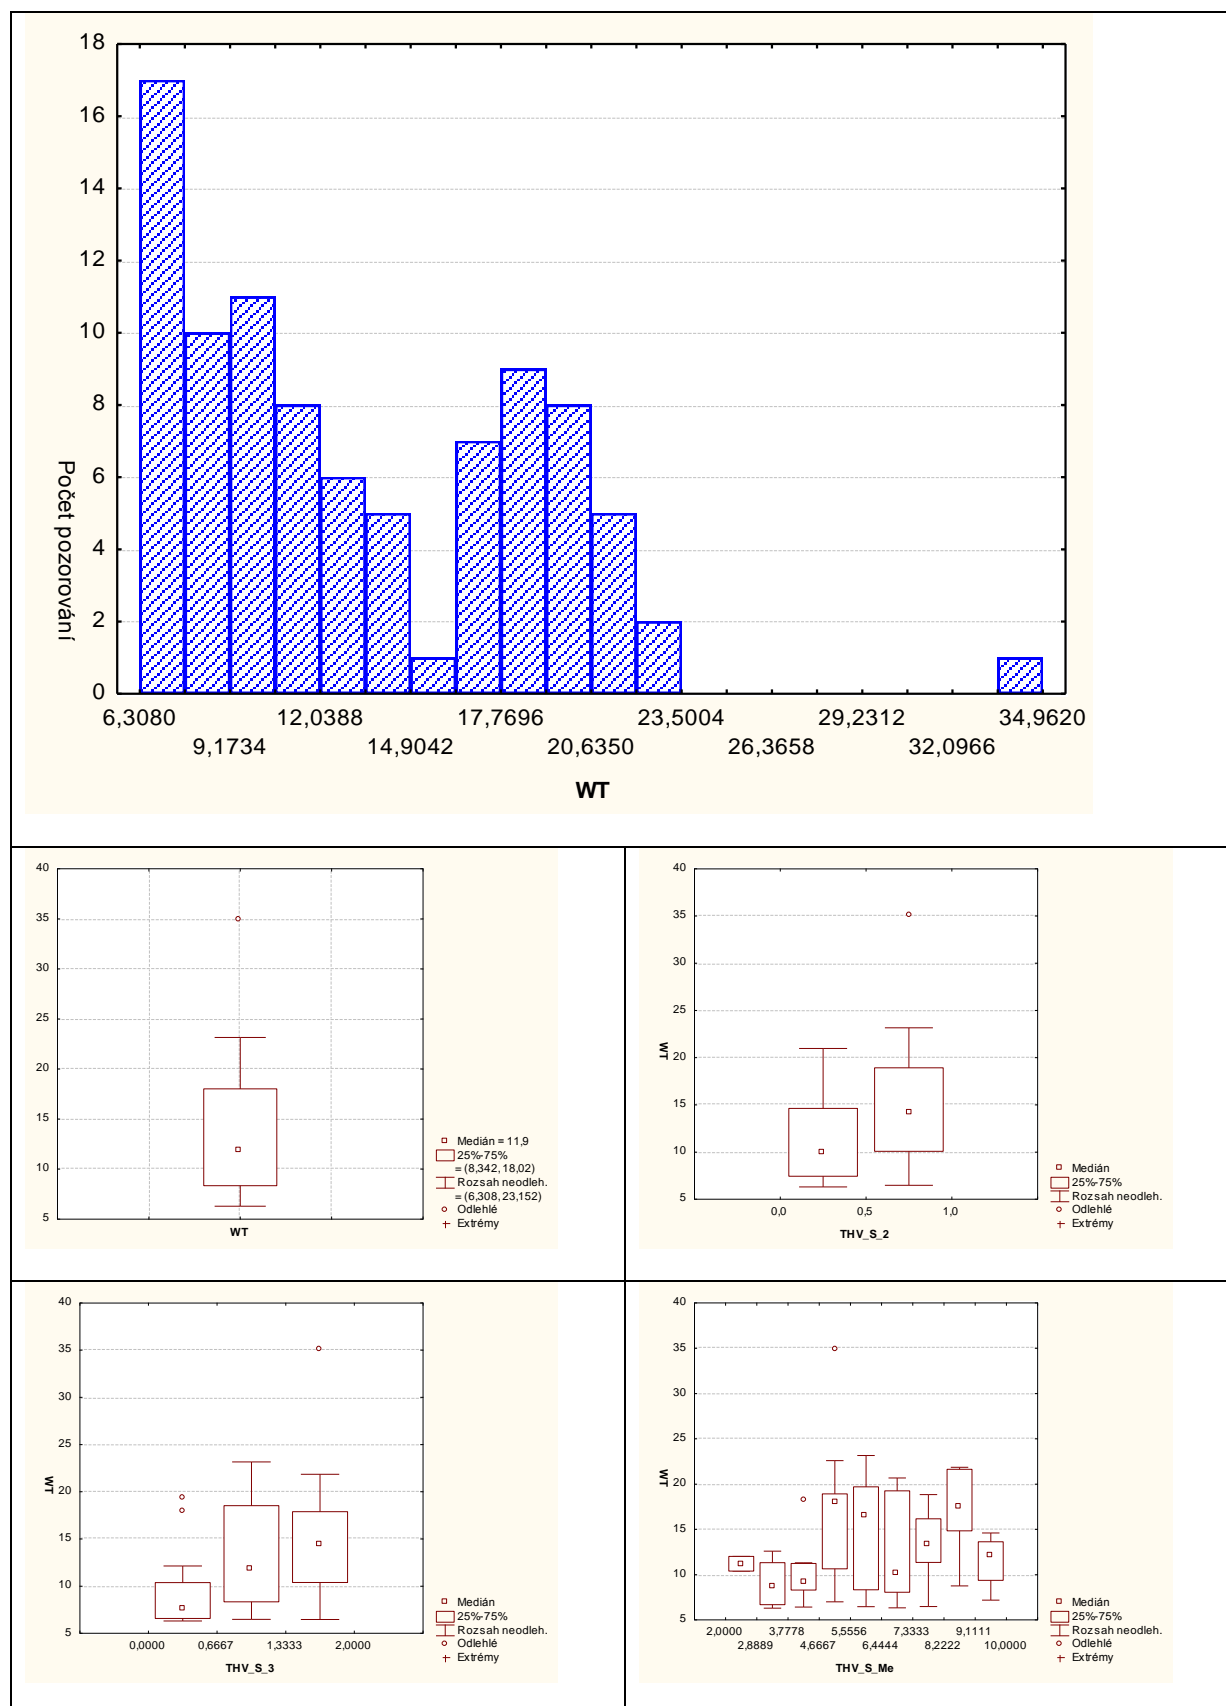 18
16
14
12
10
8
6
4
2
0
Počet pozorování
6,3080 12,0388 17,7696 23,5004 29,2312 34,9620
9,1734 14,9042 20,6350 26,3658 32,0966
WT
40
35
30
25
20
15
10
5
WT
Medián = 11,9
25%-75%
= (8,342, 18,02)
Rozsah neodleh.
= (6,308, 23,152)
Odlehlé
Extrémy
40
35
30
25
20
15
10
5
WT
0,0 0,5 1,0
THV_S_2
Medián
25%-75%
Rozsah neodleh.
Odlehlé
Extrémy
40
35
30
25
20
15
10
5
WT
0,0000 0,6667 1,3333 2,0000
THV_S_3
Medián
25%-75%
Rozsah neodleh.
Odlehlé
Extrémy
40
35
30
25
20
15
10
5
WT
2,0000 3,7778 5,5556 7,3333 9,1111
2,8889 4,6667 6,4444 8,2222 10,0000
THV_S_Me
Medián
25%-75%
Rozsah neodleh.
Odlehlé
Extrémy